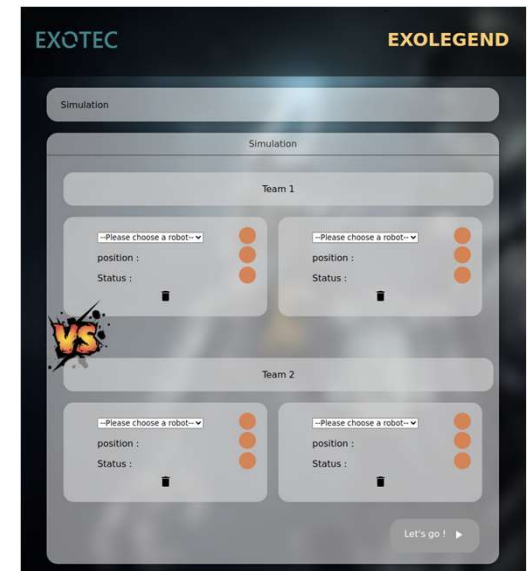 EXOTEC
EXOLEGEND
Simulation
Simulation
Team 1
--Please choose a robot--
--Please choose a robot--
position :
position :
Status :
Status :
VS
Team 2
--Please choose a robot--
--Please choose a robot--
position :
position :
Status :
Status :
Let's go !